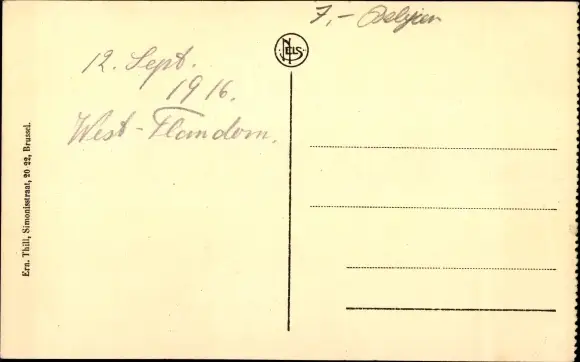 7,- Belgien
NELS
12. Sept.
1916.
West-Flandern.
Ern. Thill, Simonisstraat, 20-22, Brussel.